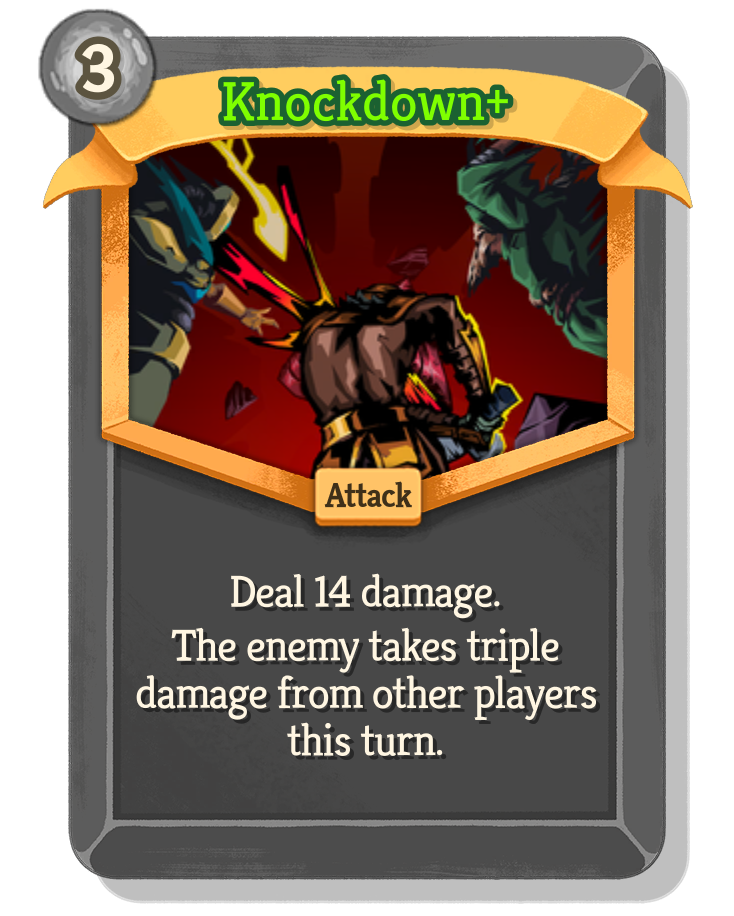 3
Knockdown+
Attack
Deal 14 damage.
The enemy takes triple
damage from other players
this turn.